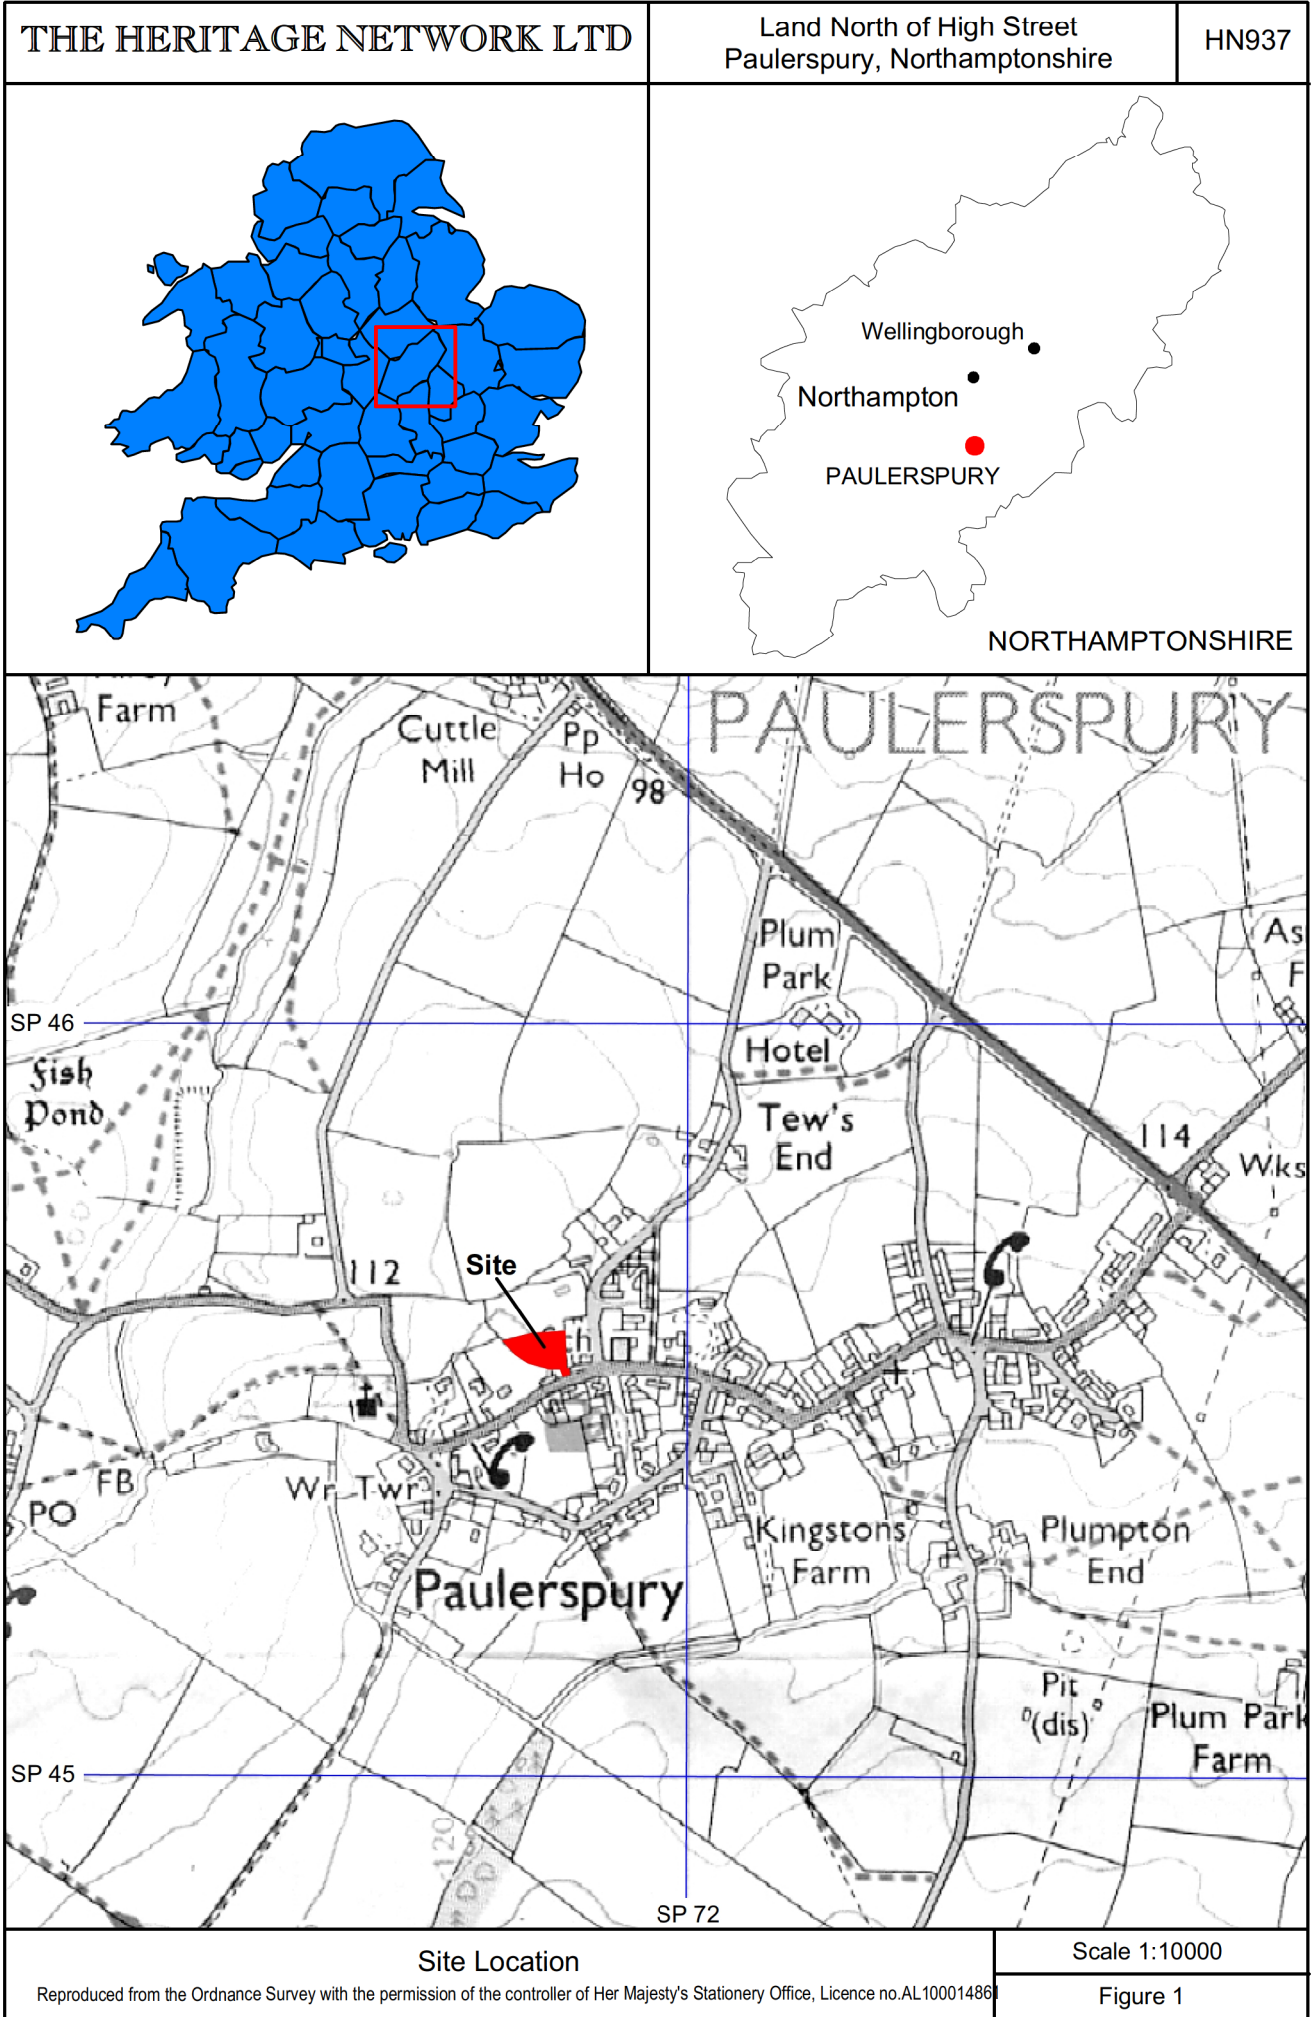 THE HERITAGE NETWORK LTD
Land North of High Street
Paulerspury, Northamptonshire
HN937
Wellingborough
Northampton
PAULERSPURY
NORTHAMPTONSHIRE
Farm
Cuttle
Mill
Pp
Ho
98
PAULERSPURY
Plum
Park
Hotel
SP 46
Fish
Pond
Tew's
End
114
Wks
112
Site
FB
PO
Wr Twr
Kingstons
Farm
Plumpton
End
Paulerspury
Pit
(dis)
Plum Park
Farm
SP 45
120
SP 72
Site Location
Reproduced from the Ordnance Survey with the permission of the controller of Her Majesty's Stationery Office, Licence no.AL100014861
Scale 1:10000
Figure 1